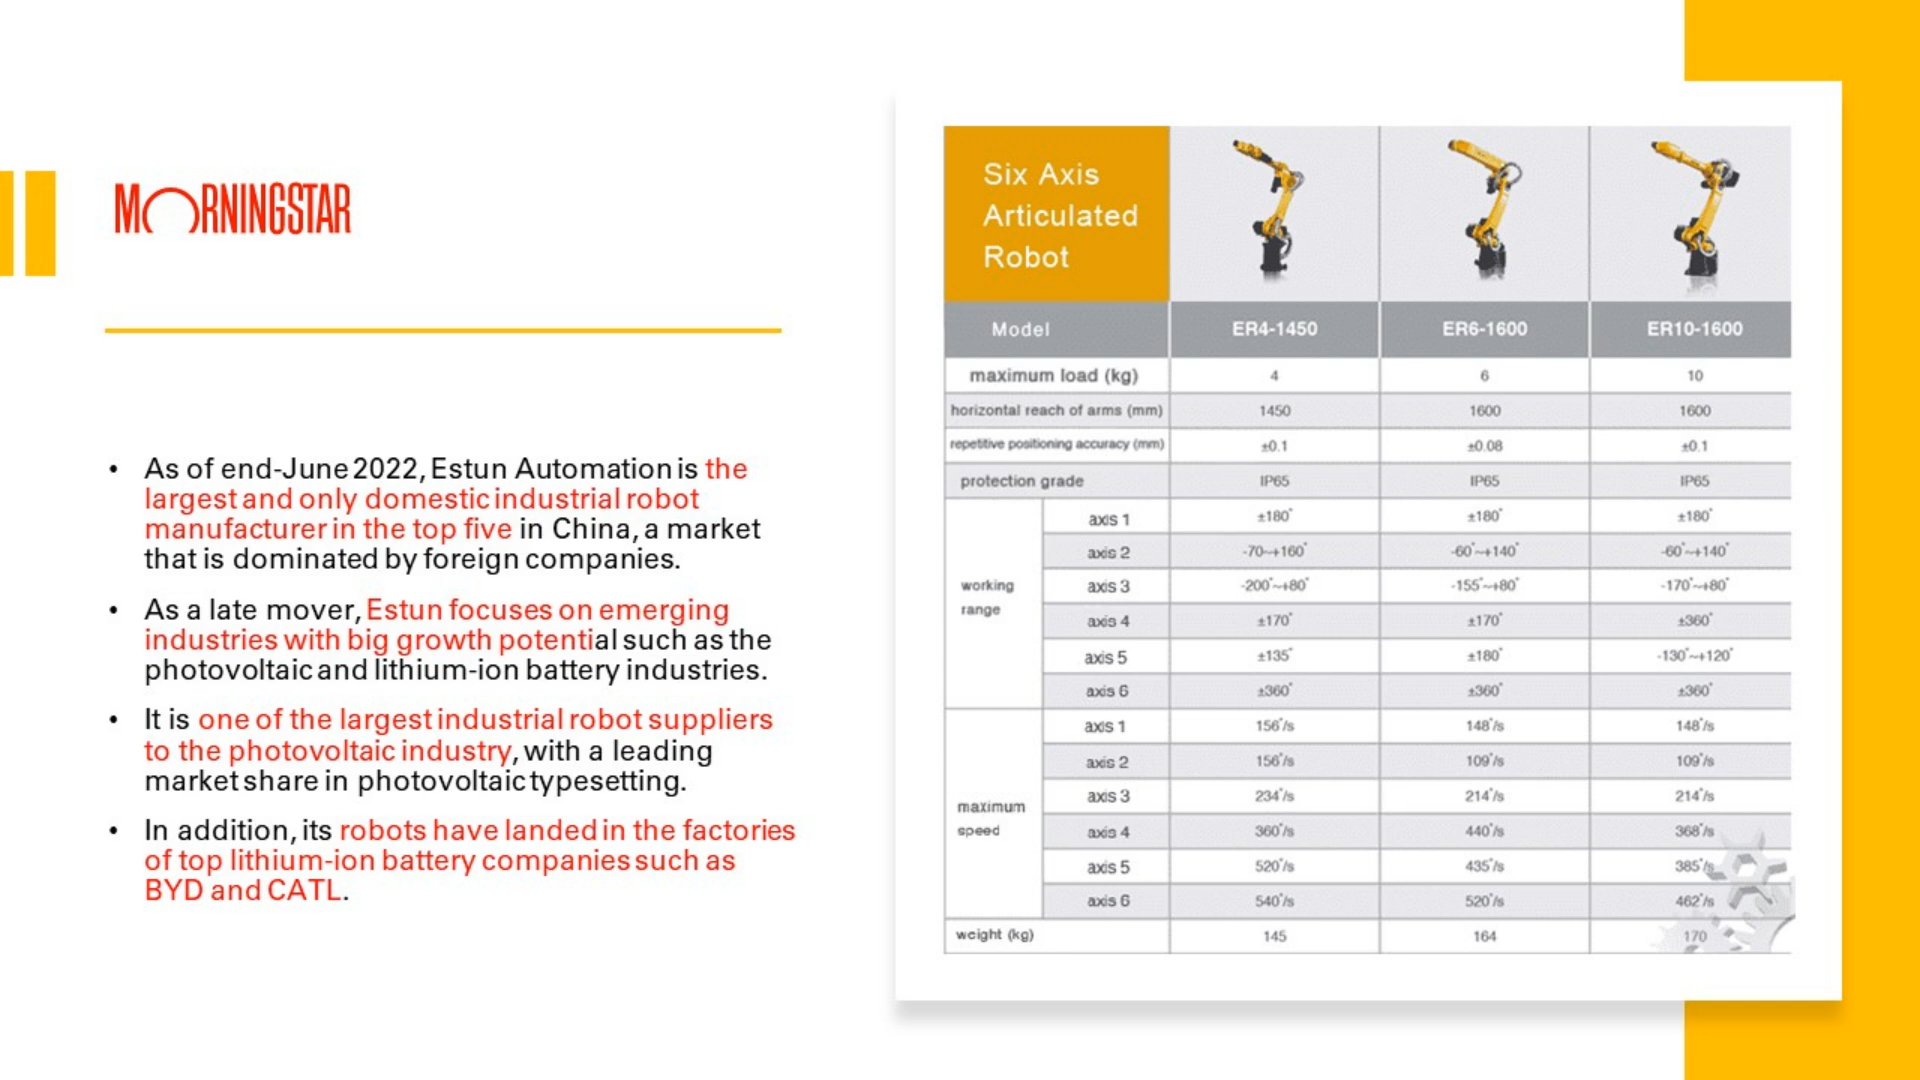 MORNINGSTAR
• As of end-June 2022, Estun Automation is the
largest and only domestic industrial robot
manufacturer in the top five in China, a market
that is dominated by foreign companies.
• As a late mover, Estun focuses on emerging
industries with big growth potential such as the
photovoltaic and lithium-ion battery industries.
• It is one of the largest industrial robot suppliers
to the photovoltaic industry, with a leading
market share in photovoltaic typesetting.
• In addition, its robots have landed in the factories
of top lithium-ion battery companies such as
BYD and CATL.
Six Axis
Articulated
Robot
Model ER4-1450 ER6-1600 ER10-1600
maximum load (kg) 4 6 10
horizontal reach of arms (mm) 1450 1600 1600
repetitive positioning accuracy (mm) ±0.1 ±0.08 ±0.1
protection grade IP65 IP65 IP65
working
range
axis 1 ±180° ±180° ±180°
axis 2 -70~+160° -60°~+140° -60°~+140°
axis 3 -200°~+80° -155°~+80° -170°~+80°
axis 4 ±170° ±170° ±360°
axis 5 ±135° ±180° -130°~+120°
axis 6 ±360° ±360° ±360°
maximum
speed
axis 1 156°/s 148°/s 148°/s
axis 2 156°/s 109°/s 109°/s
axis 3 234°/s 214°/s 214°/s
axis 4 360°/s 440°/s 368°/s
axis 5 520°/s 435°/s 385°/s
axis 6 540°/s 520°/s 462°/s
weight (kg) 145 164 170